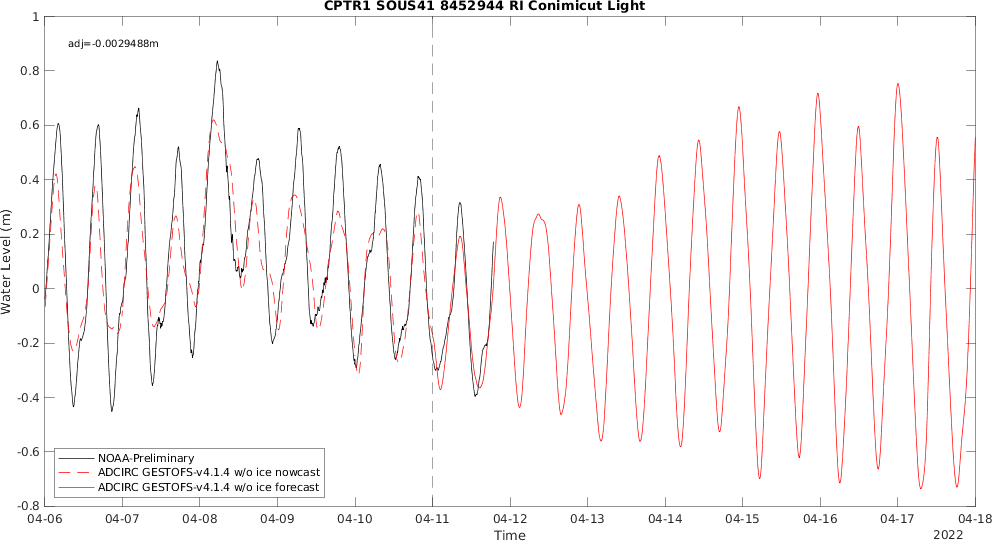 CPTR1 SOUS41 8452944 RI Conimicut Light
adj=-0.0029488m
1
0.8
0.6
0.4
0.2
0
-0.2
-0.4
-0.6
-0.8
Water Level (m)
NOAA-Preliminary
ADCIRC GESTOFS-v4.1.4 w/o ice nowcast
ADCIRC GESTOFS-v4.1.4 w/o ice forecast
04-06 04-07 04-08 04-09 04-10 04-11 04-12 04-13 04-14 04-15 04-16 04-17 04-18
Time
2022